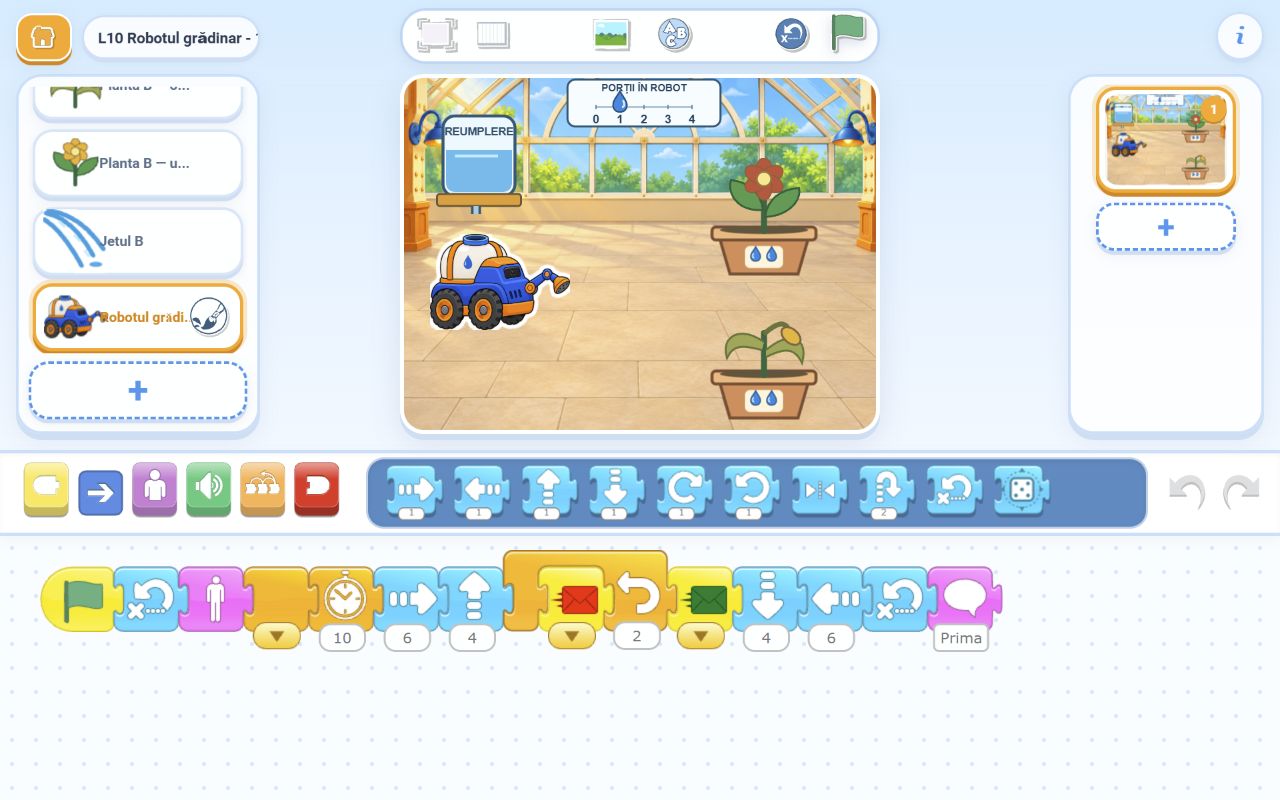 L10 Robotul grădinar -
Planta B — u...
Jetul B
Robotul grădi...
PORȚII ÎN ROBOT
0 1 2 3 4
REUMPLERE
1
i
1 1 1 1 1 1 2
10 6 4 2 4 6 Prima